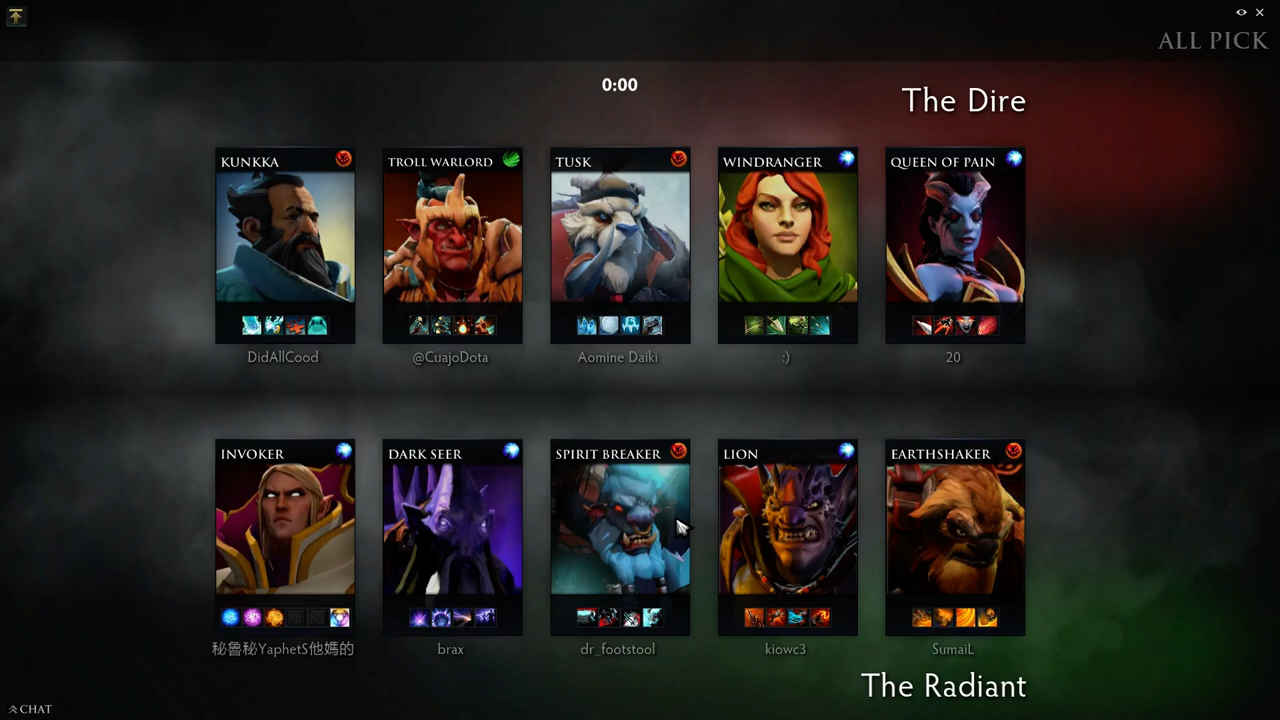 ALL PICK
0:00
The Dire
KUNKKA
TROLL WARLORD
TUSK
WINDRANGER
QUEEN OF PAIN
DidAllCood
@CuajoDota
Aomine Daiki
:)
20
INVOKER
DARK SEER
SPIRIT BREAKER
LION
EARTHSHAKER
秘魯秘YaphetS他媽的
brax
dr_footstool
kiowc3
SumaiL
The Radiant
CHAT